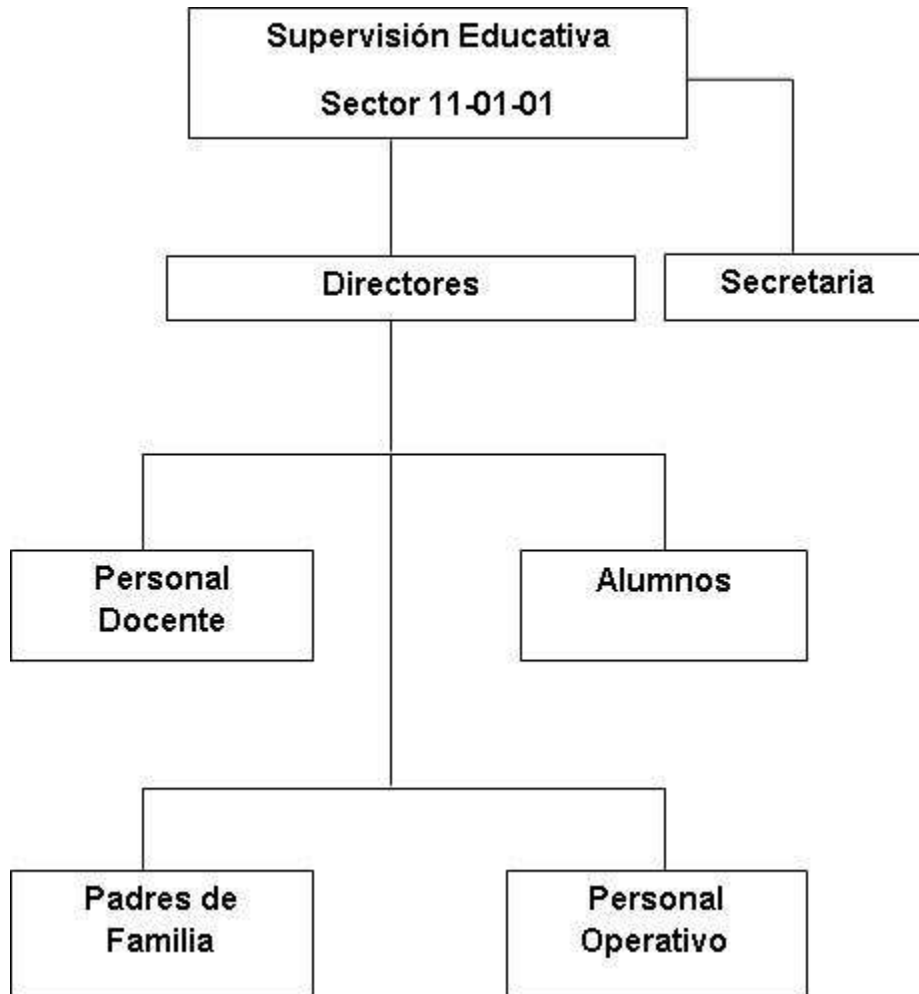 Supervisión Educativa
Sector 11-01-01
Directores
Secretaria
Personal
Docente
Alumnos
Padres de
Familia
Personal
Operativo